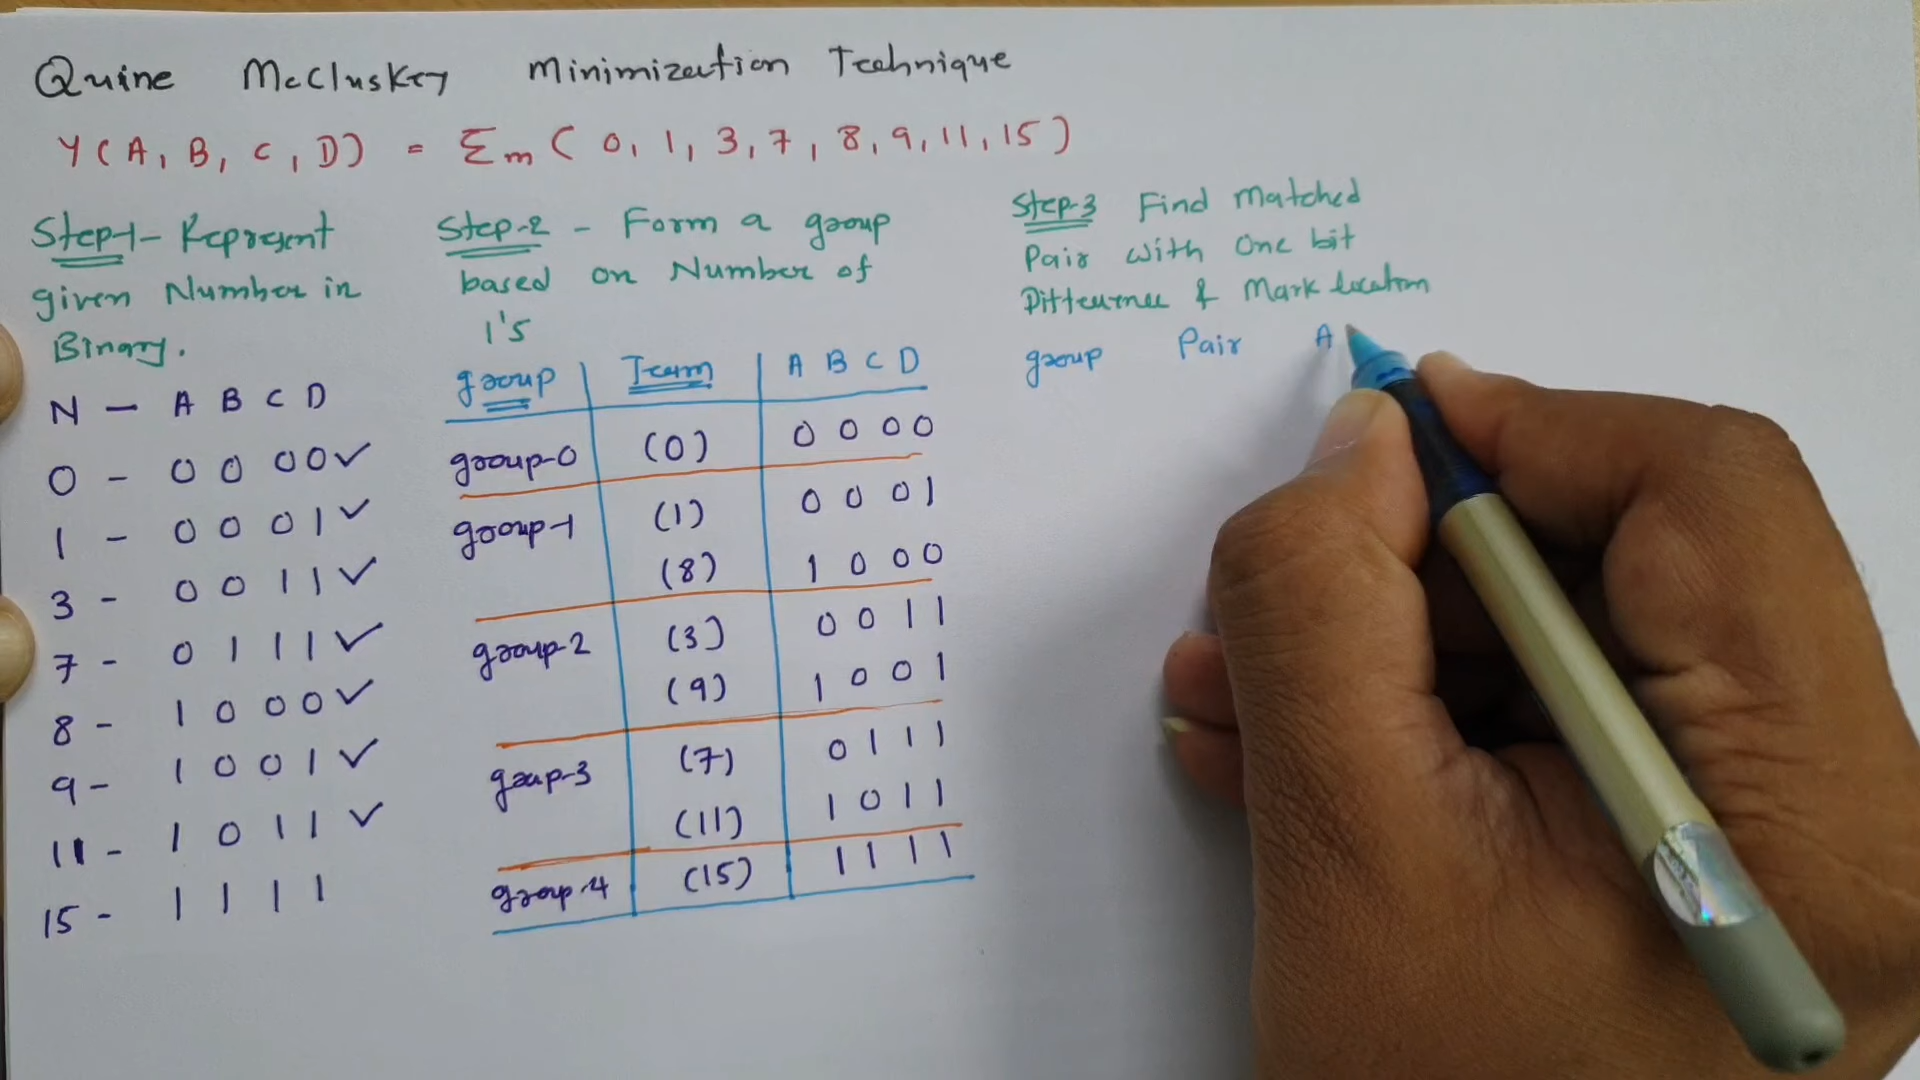 Quine McCluskey Minimization Technique
Y(A, B, C, D) = Σm( 0, 1, 3, 7, 8, 9, 11, 15)
Step-1- Represent
given Number in
Binary.
N - A B C D
0 - 0 0 0 0 ✓
1 - 0 0 0 1 ✓
3 - 0 0 1 1 ✓
7 - 0 1 1 1 ✓
8 - 1 0 0 0 ✓
9 - 1 0 0 1 ✓
11 - 1 0 1 1 ✓
15 - 1 1 1 1
Step-2 - Form a group
based on Number of
1's
group Term A B C D
group-0 (0) 0 0 0 0
group-1 (1) 0 0 0 1
(8) 1 0 0 0
group-2 (3) 0 0 1 1
(9) 1 0 0 1
group-3 (7) 0 1 1 1
(11) 1 0 1 1
group-4 (15) 1 1 1 1
Step-3 Find Matched
Pair with One bit
Difference & Mark location
group Pair A